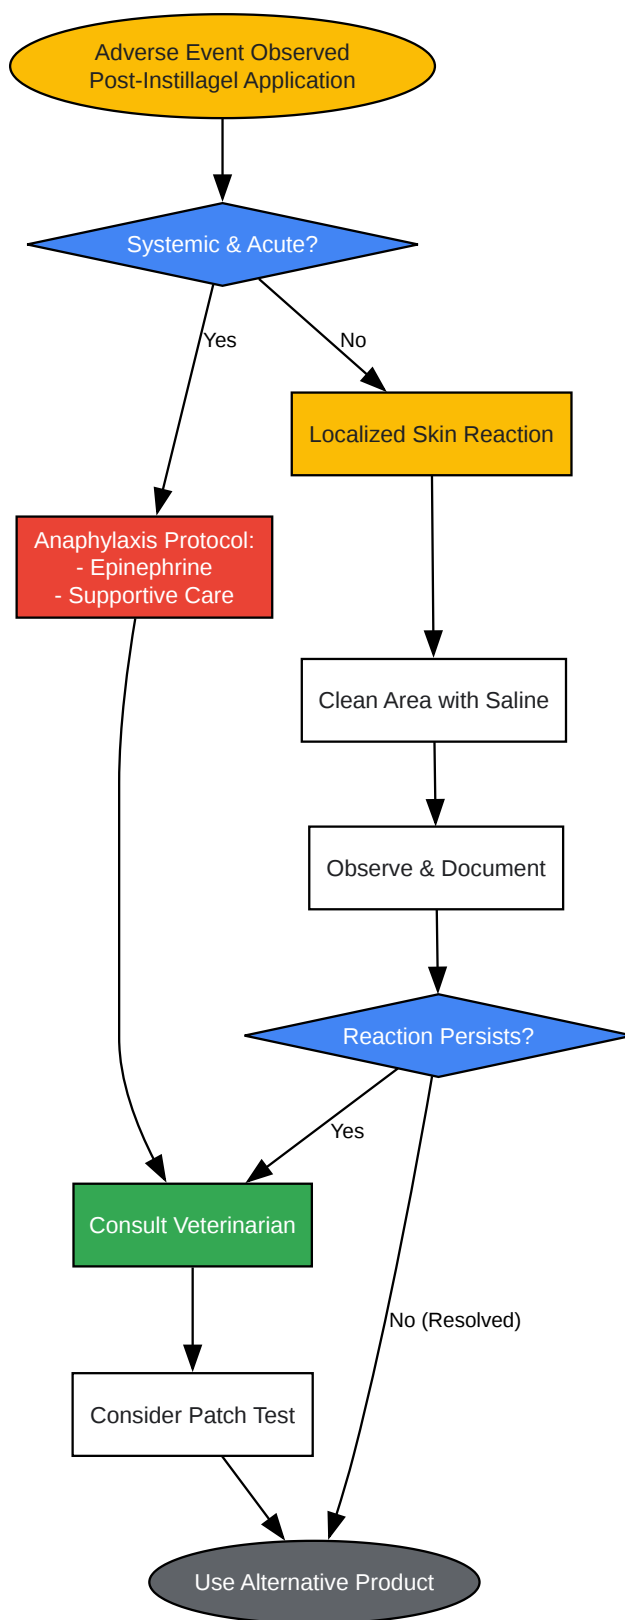 Adverse Event Observed
Post-Instillagel Application
Systemic & Acute?
Yes
No
Localized Skin Reaction
Anaphylaxis Protocol:
- Epinephrine
- Supportive Care
Clean Area with Saline
Observe & Document
Reaction Persists?
Yes
Consult Veterinarian
No (Resolved)
Consider Patch Test
Use Alternative Product